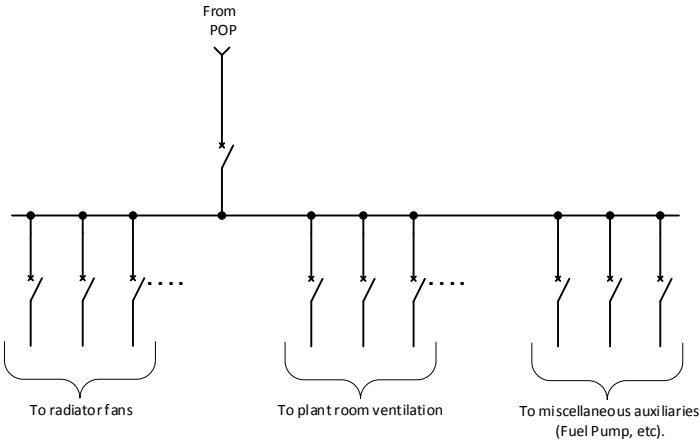 From
POP
To radiator fans
To plant room ventilation
To miscellaneous auxiliaries
(Fuel Pump, etc).